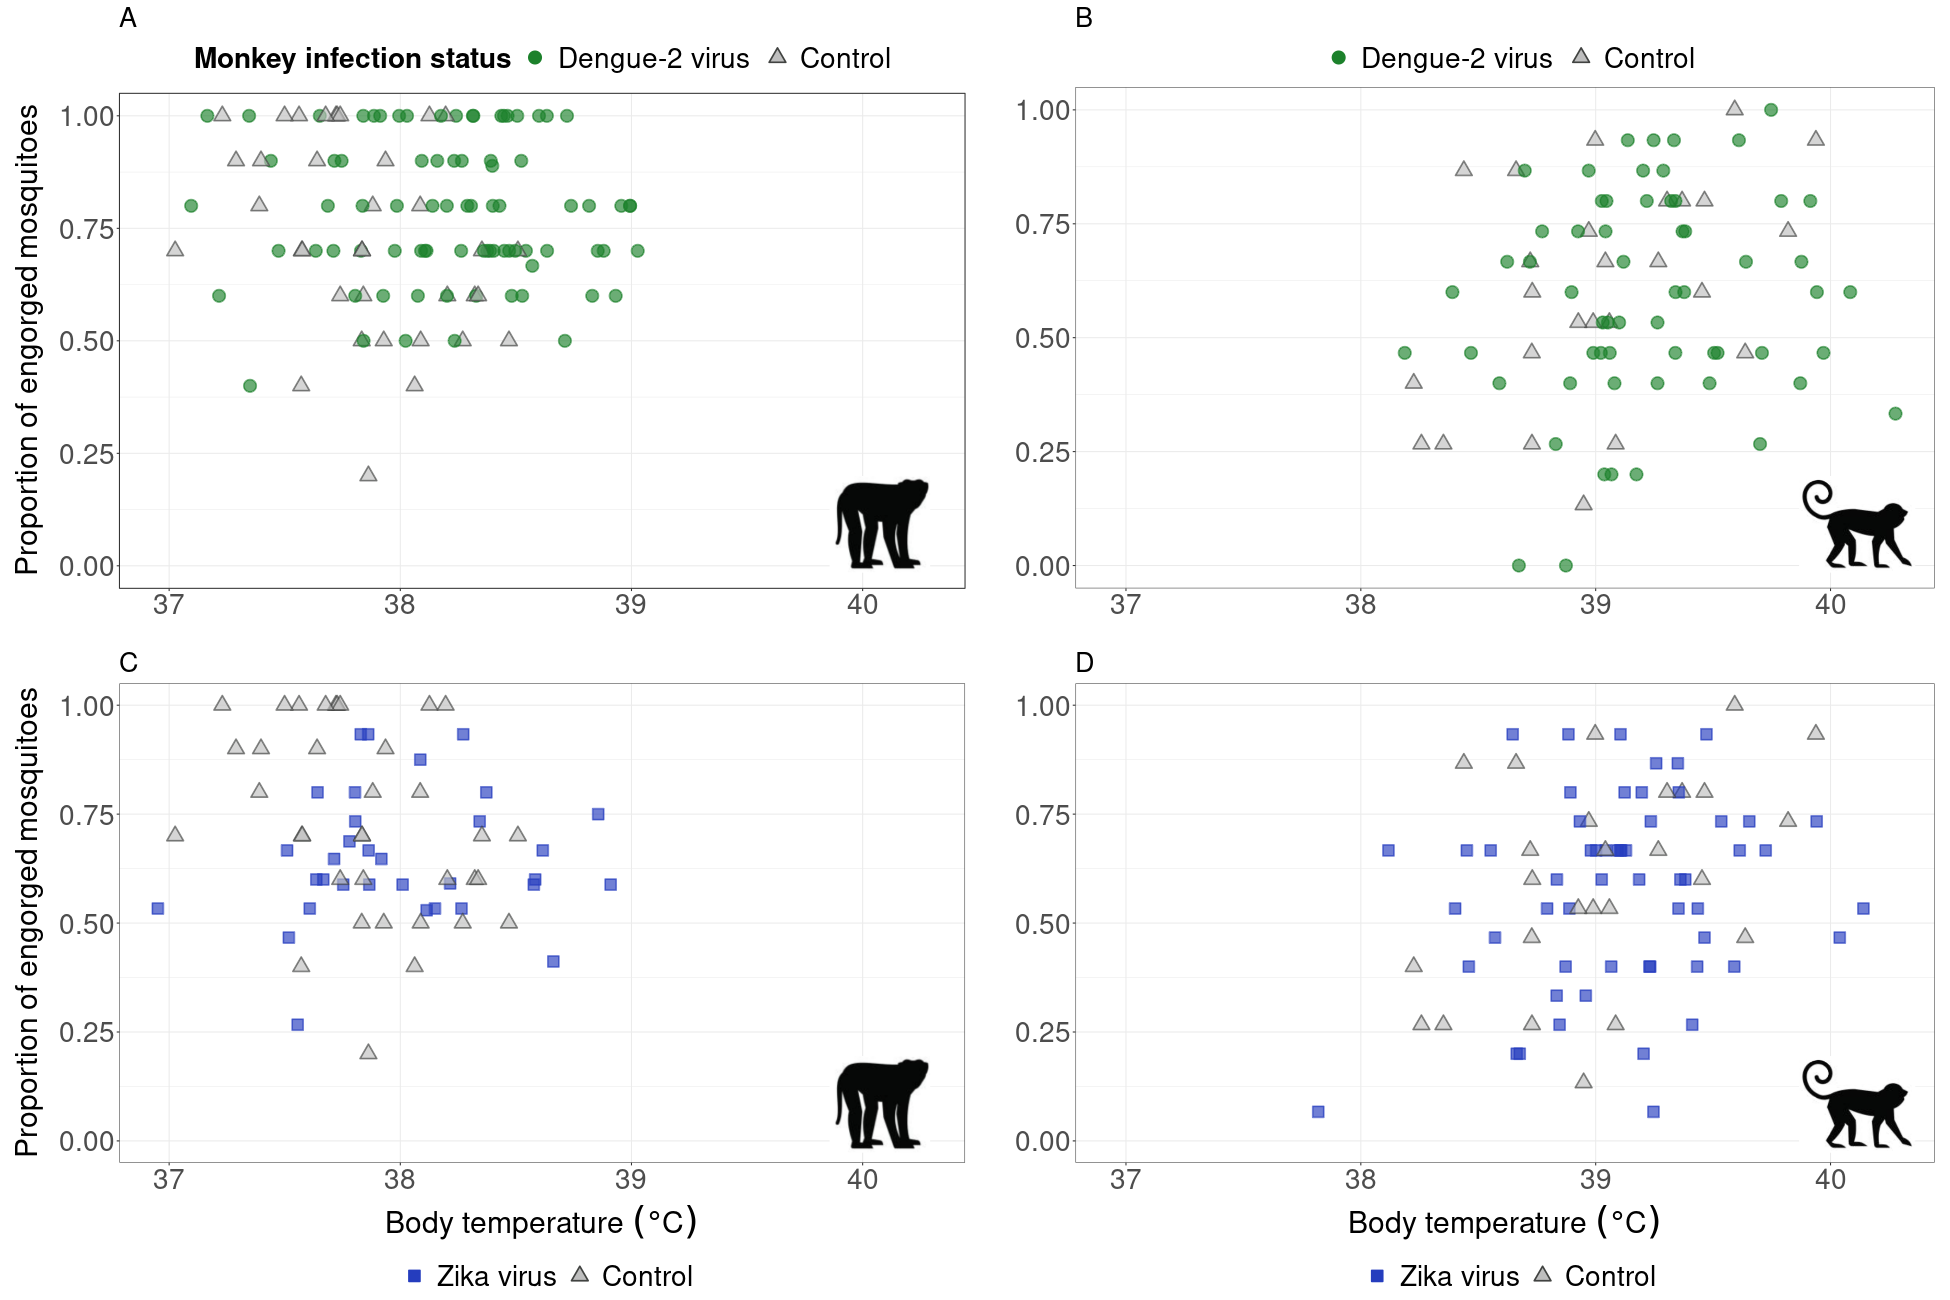 A
Monkey infection status Dengue-2 virus Control
Proportion of engorged mosquitoes
1.00
0.75
0.50
0.25
0.00
37 38 39 40
B
Dengue-2 virus Control
1.00
0.75
0.50
0.25
0.00
37 38 39 40
C
Proportion of engorged mosquitoes
1.00
0.75
0.50
0.25
0.00
37 38 39 40
Body temperature (°C)
Zika virus Control
D
1.00
0.75
0.50
0.25
0.00
37 38 39 40
Body temperature (°C)
Zika virus Control